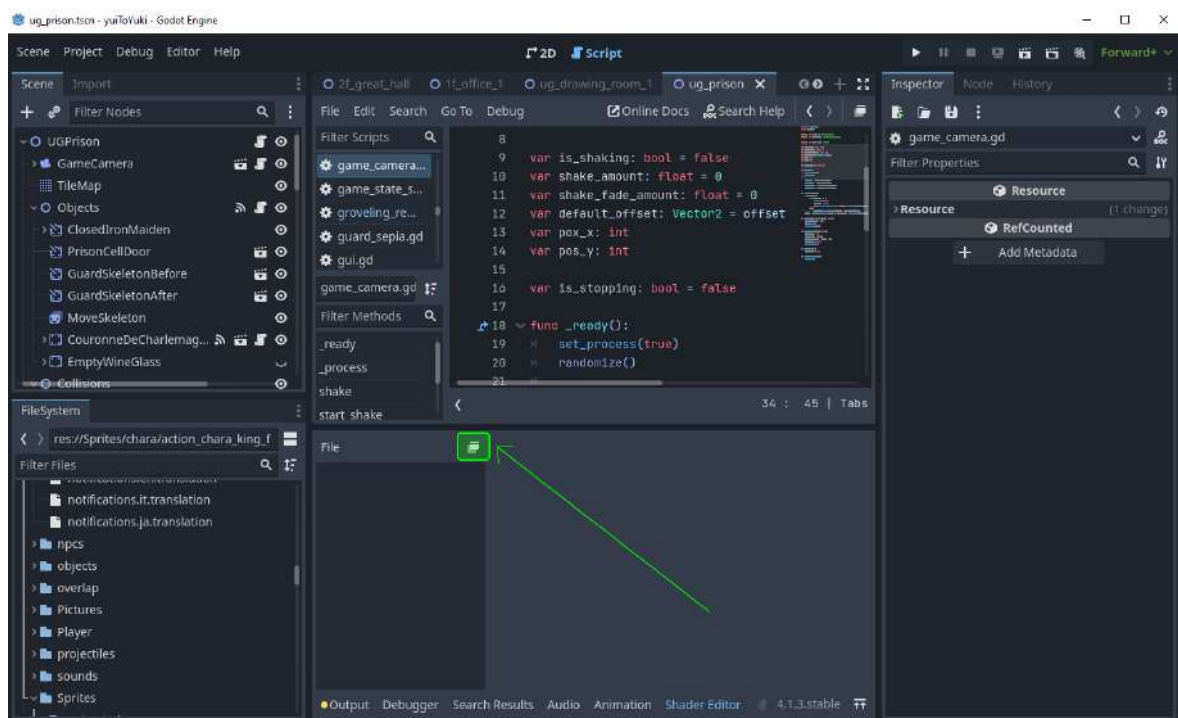 ug_prison.tscn - yuiToYuki - Godot Engine
Scene Project Debug Editor Help
2D Script
Forward+
Scene Import
Filter Nodes
UGPrison
GameCamera
TileMap
Objects
ClosedIronMaiden
PrisonCellDoor
GuardSkeletonBefore
GuardSkeletonAfter
MoveSkeleton
CouronneDeCharlemag...
EmptyWineGlass
Collisions
FileSystem
res://Sprites/chara/action_chara_king_f
Filter Files
notifications.it.translation
notifications.ja.translation
npcs
objects
overlap
Pictures
Player
projectiles
sounds
Sprites
2f_great_hall 1f_office_1 ug_drawing_room_1 ug_prison
File Edit Search Go To Debug Online Docs Search Help
Filter Scripts
game_camera...
game_state_s...
groveling_re...
guard_sepia.gd
gui.gd
game_camera.gd
Filter Methods
_ready
_process
shake
start_shake
8
9 var is_shaking: bool = false
10 var shake_amount: float = 0
11 var shake_fade_amount: float = 0
12 var default_offset: Vector2 = offset
13 var pox_x: int
14 var pos_y: int
15
16 var is_stopping: bool = false
17
18 func _ready():
19 set_process(true)
20 randomize()
21
34 : 45 | Tabs
File
Output Debugger Search Results Audio Animation Shader Editor 4.1.3.stable
Inspector Node History
game_camera.gd
Filter Properties
Resource
Resource (1 change)
RefCounted
Add Metadata